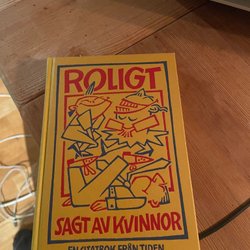 ROLIGT
SAGT AV KVINNOR
EN CITATBOK FRÅN TIDEN